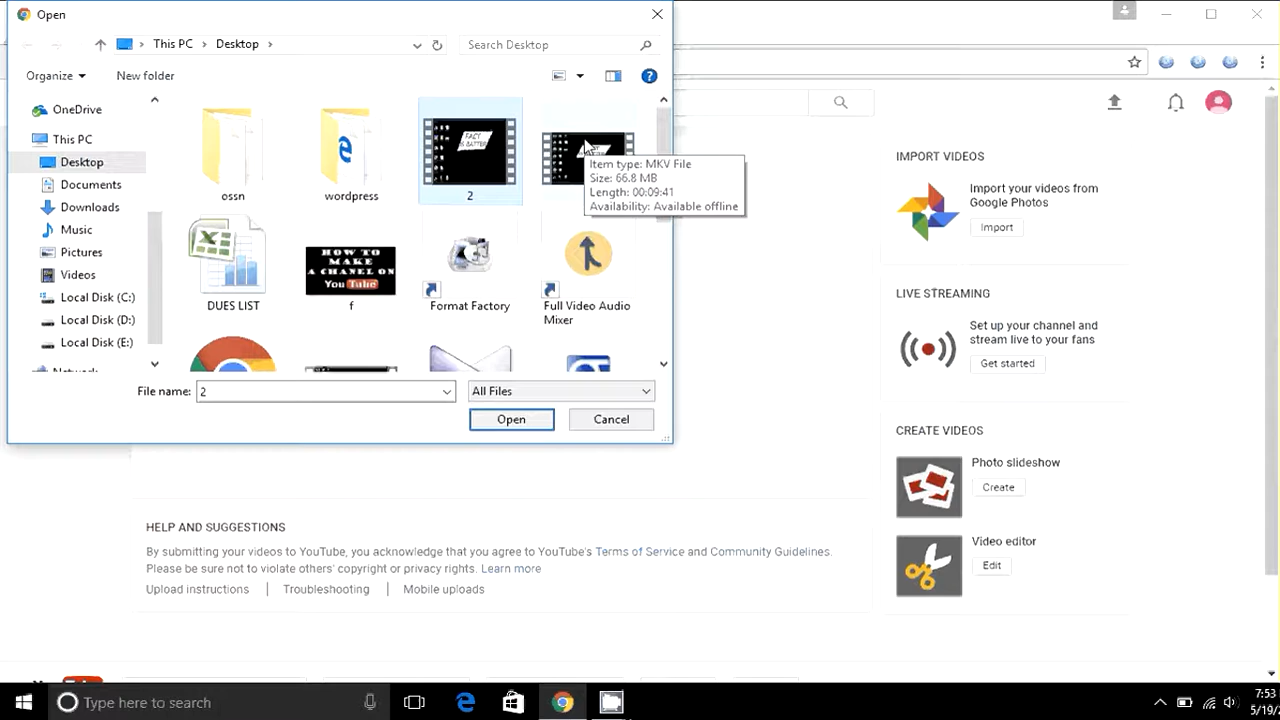 Open
This PC
Desktop
Search Desktop
Organize
New folder
OneDrive
This PC
Desktop
Documents
Downloads
Music
Pictures
Videos
Local Disk (C:)
Local Disk (D:)
Local Disk (E:)
ossn
wordpress
2
Item type: MKV File
Size: 66.8 MB
Length: 00:09:41
Availability: Available offline
HOW TO
MAKE
A CHANEL ON
You Tube
DUES LIST
f
Format Factory
Full Video Audio
Mixer
File name:
2
All Files
Open
Cancel
IMPORT VIDEOS
Import your videos from
Google Photos
Import
LIVE STREAMING
Set up your channel and
stream live to your fans
Get started
CREATE VIDEOS
Photo slideshow
Create
Video editor
Edit
HELP AND SUGGESTIONS
By submitting your videos to YouTube, you acknowledge that you agree to YouTube's Terms of Service and Community Guidelines.
Please be sure not to violate others' copyright or privacy rights. Learn more
Upload instructions
Troubleshooting
Mobile uploads
Type here to search
7:53
5/19/2